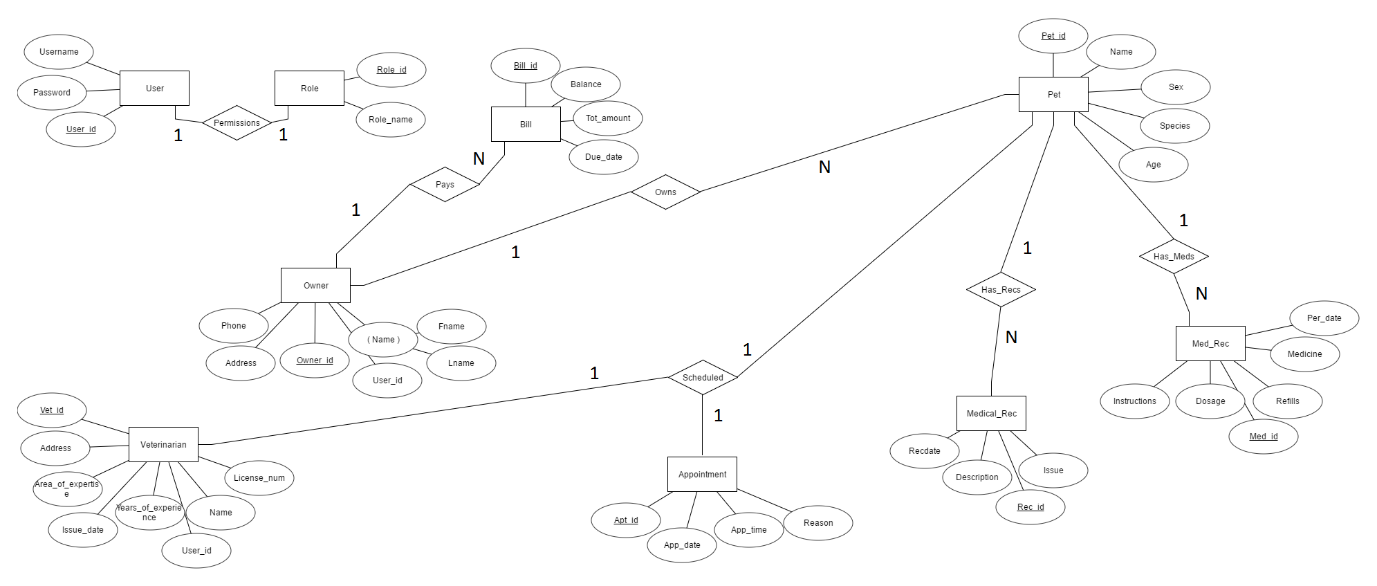 Pet_id
Username
Name
Bill_id
Role_id
Balance
User
Role
Sex
Password
Pet
Tot_amount
Role_name
Permissions
Bill
Species
User_id
1
1
Due_date
N
Age
N
Pays
Owns
1
1
1
1
Has_Meds
Owner
Has_Recs
N
Phone
Fname
Per_date
( Name )
N
Med_Rec
Medicine
Address
Owner_id
Lname
1
User_id
1
Scheduled
Instructions
Dosage
Refills
Vet_id
1
Medical_Rec
Med_id
Address
Veterinarian
Recdate
Area_of_expertis
e
License_num
Appointment
Description
Issue
Years_of_experie
nce
Name
Rec_id
Issue_date
Apt_id
App_date
App_time
Reason
User_id